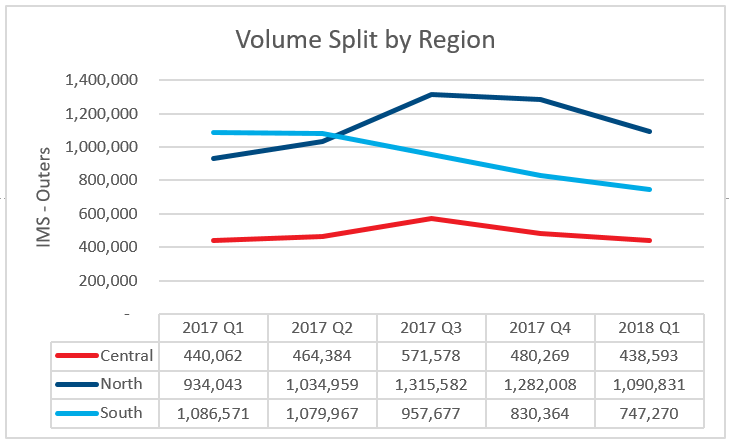 Volume Split by Region
IMS - Outers
1,400,000
1,200,000
1,000,000
800,000
600,000
400,000
200,000
-
2017 Q1 2017 Q2 2017 Q3 2017 Q4 2018 Q1
Central 440,062 464,384 571,578 480,269 438,593
North 934,043 1,034,959 1,315,582 1,282,008 1,090,831
South 1,086,571 1,079,967 957,677 830,364 747,270